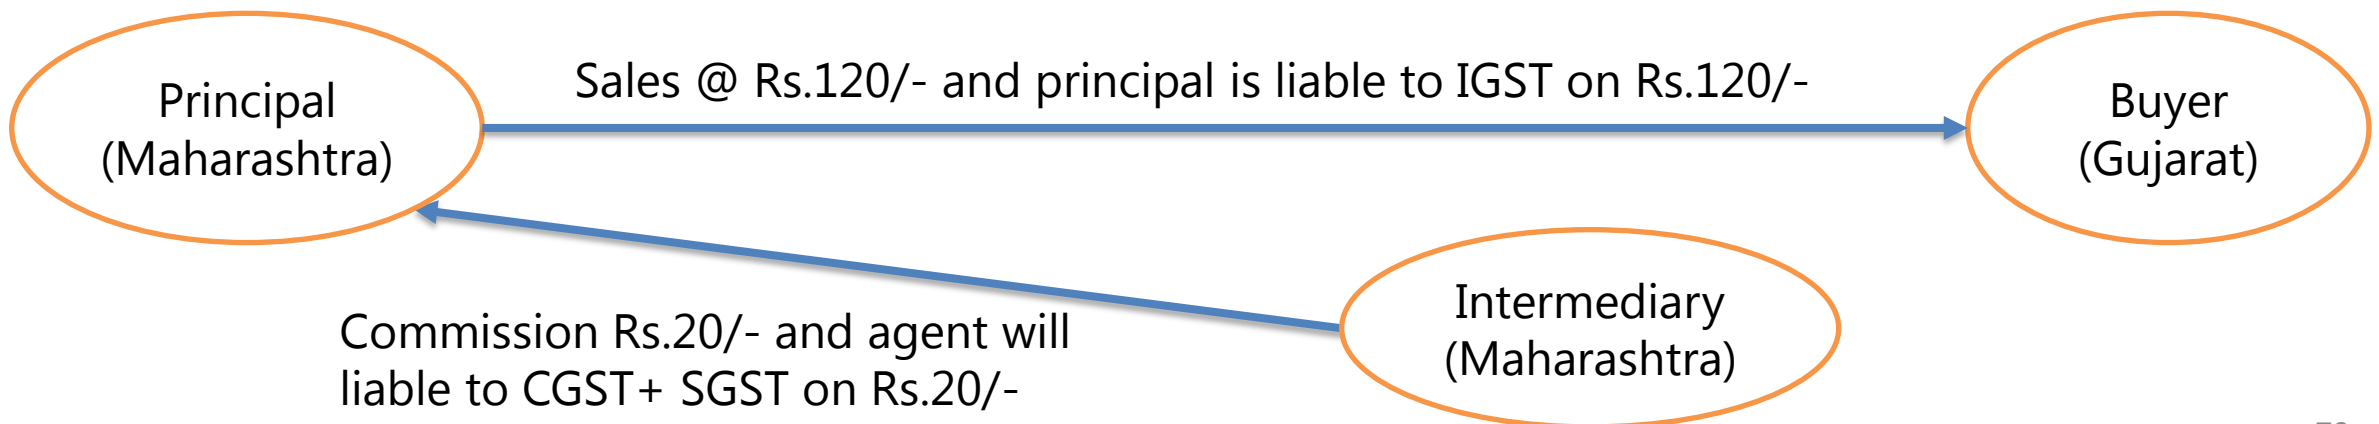 Principal
(Maharashtra)
Sales @ Rs.120/- and principal is liable to IGST on Rs.120/-
Buyer
(Gujarat)
Commission Rs.20/- and agent will
liable to CGST+ SGST on Rs.20/-
Intermediary
(Maharashtra)